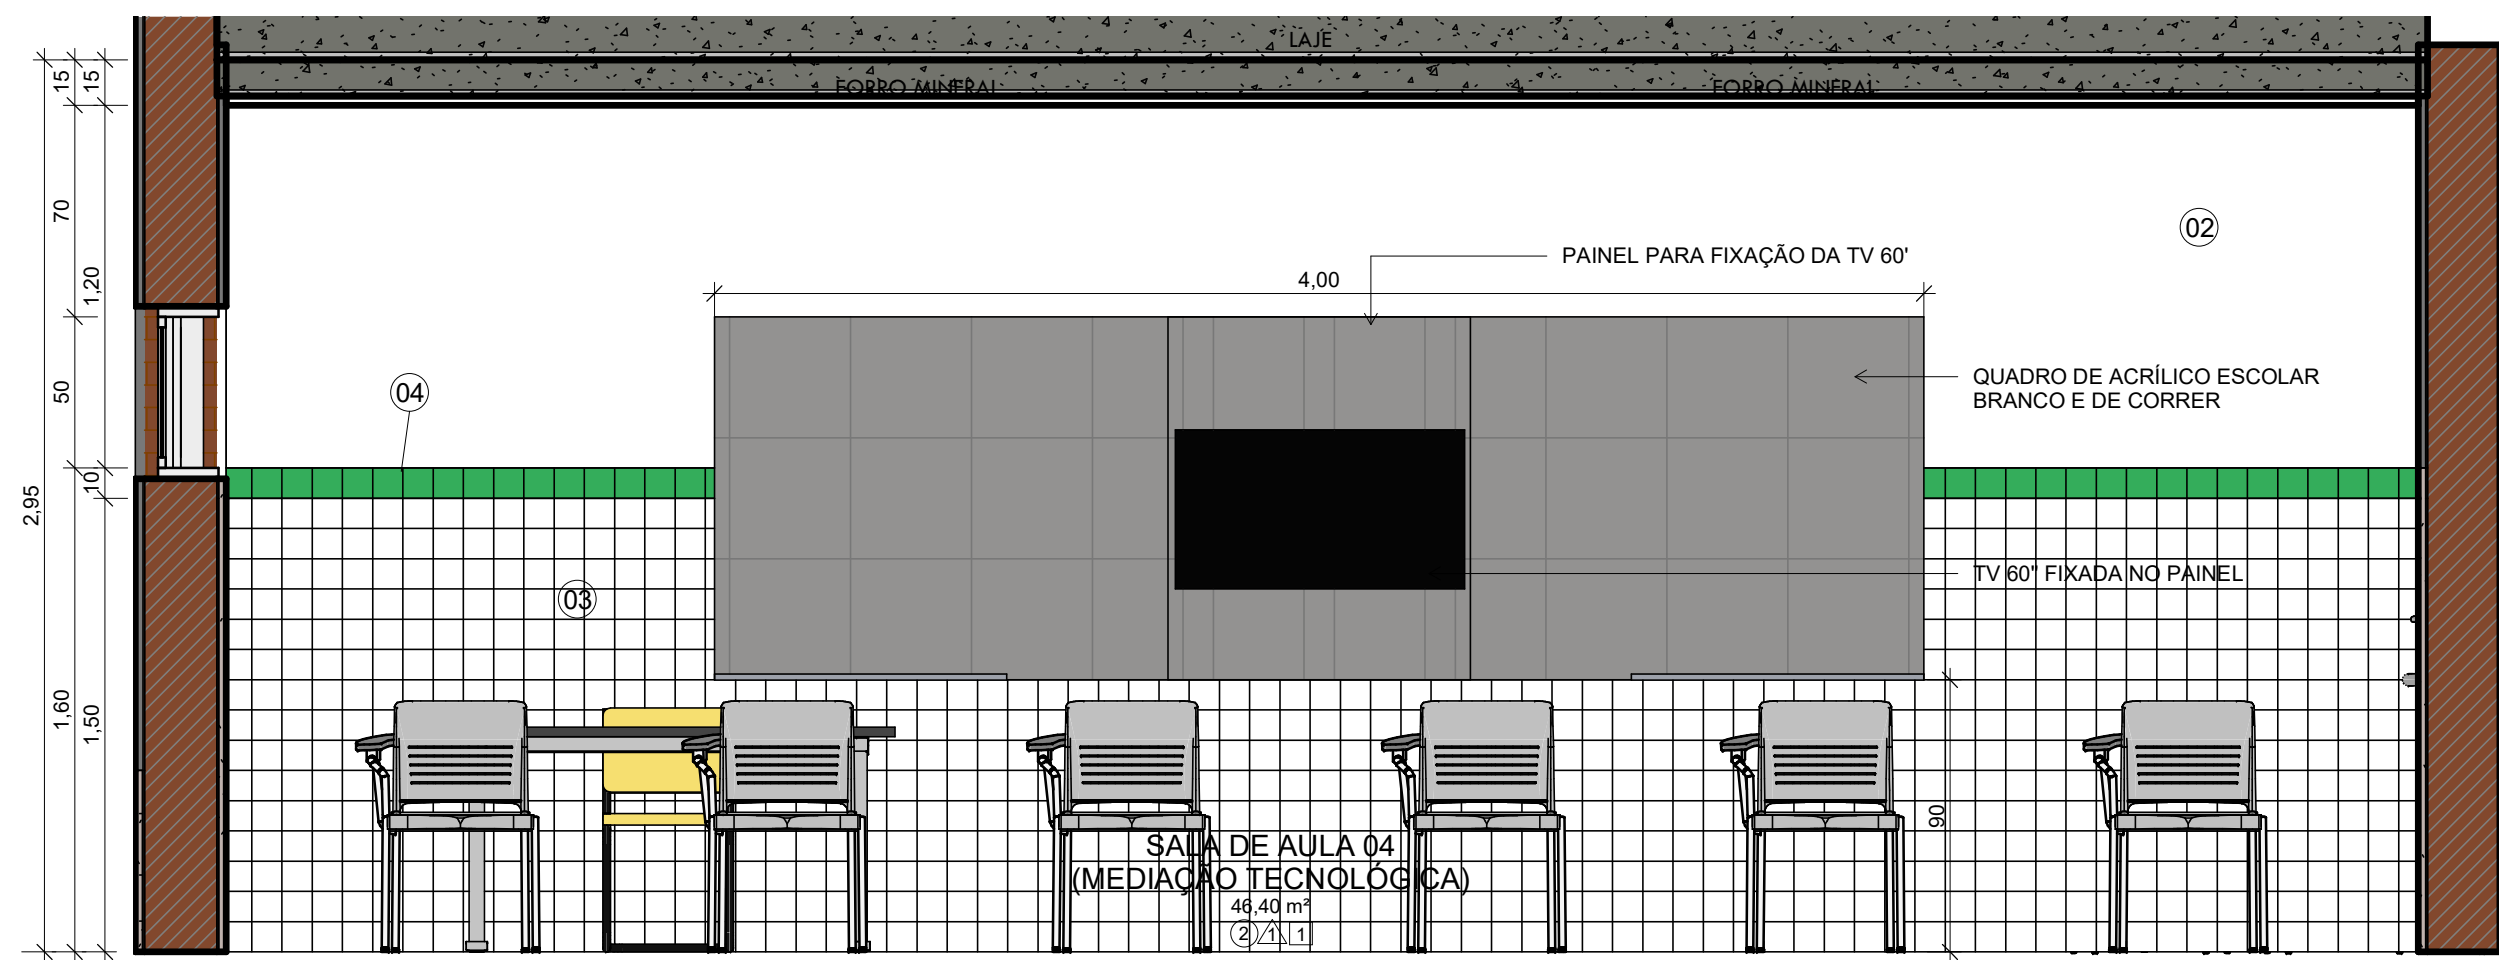 LAJE
FORRO MINERAL
FORRO MINERAL
15
15
70
1,20
50
10
2,95
1,60
1,50
02
PAINEL PARA FIXAÇÃO DA TV 60'
4,00
QUADRO DE ACRÍLICO ESCOLAR
BRANCO E DE CORRER
04
TV 60" FIXADA NO PAINEL
03
90
SALA DE AULA 04
(MEDIAÇÃO TECNOLÓGICA)
46,40 m²
2 1 1